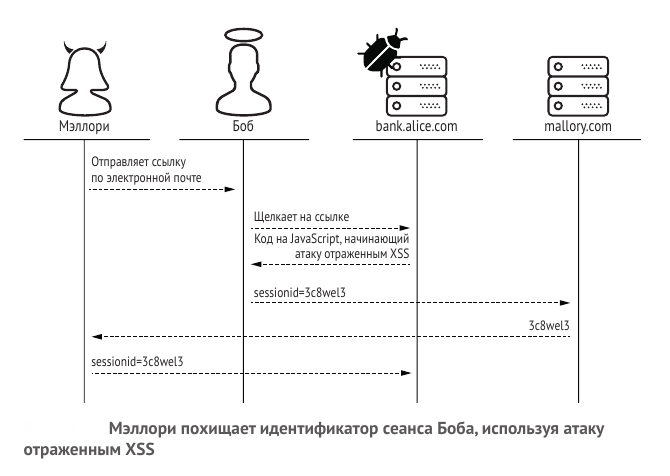 Мэллори
Боб
bank.alice.com
mallory.com
Отправляет ссылку
по электронной почте
Щелкает на ссылке
Код на JavaScript, начинающий
атаку отраженным XSS
sessionid=3c8wel3
3c8wel3
sessionid=3c8wel3
Мэллори похищает идентификатор сеанса Боба, используя атаку
отраженным XSS